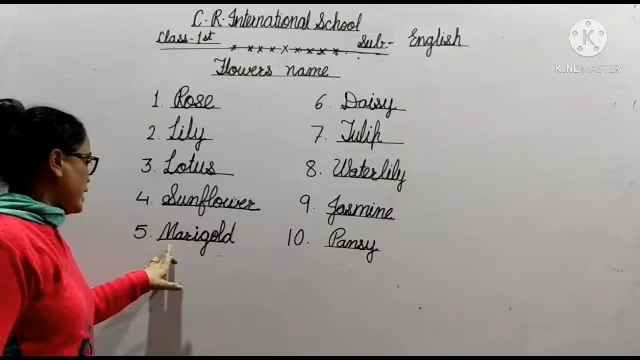 C. R. International School
Class-1st Sub:- English
x x x x x x x x x x
Flowers name
1. Rose
2. Lily
3. Lotus
4. Sunflower
5. Marigold
6. Daisy
7. Tulip
8. Waterlily
9. Jasmine
10. Pansy
K
KINEMASTER